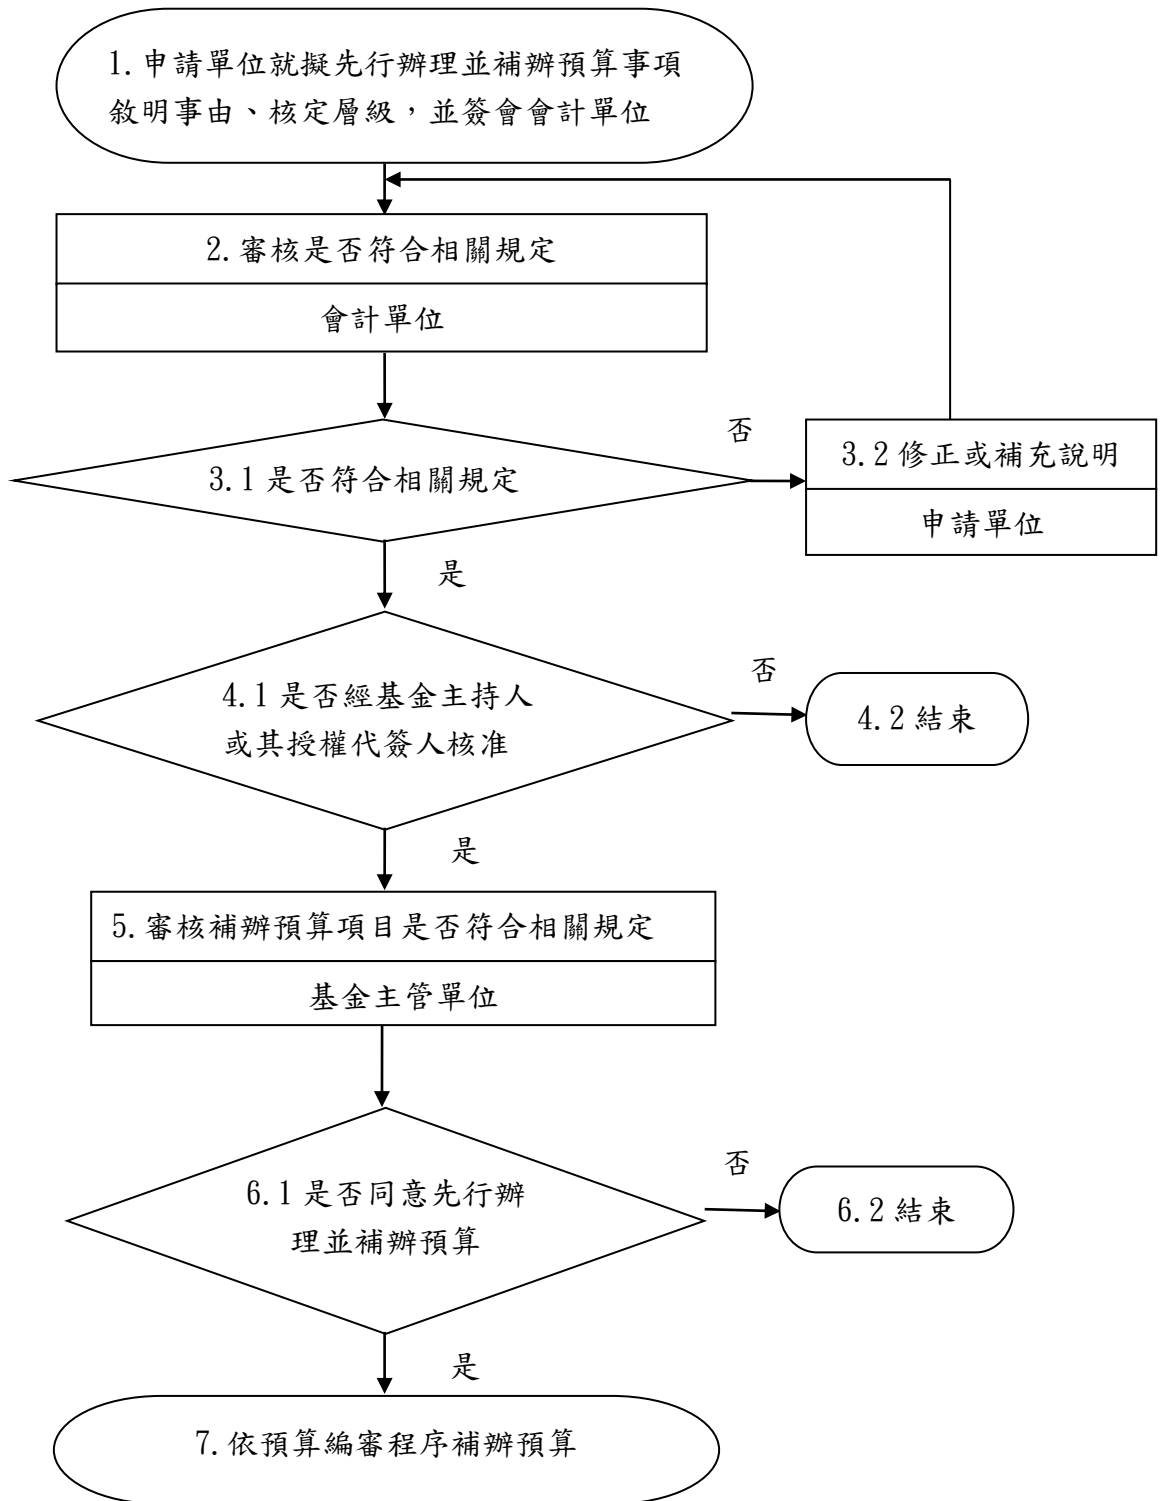 1.申請單位就擬先行辦理並補辦預算事項
敘明事由、核定層級，並簽會會計單位
2.審核是否符合相關規定
會計單位
3.1 是否符合相關規定
否
3.2 修正或補充說明
申請單位
是
4.1 是否經基金主持人
或其授權代簽人核准
否
4.2 結束
是
5.審核補辦預算項目是否符合相關規定
基金主管單位
6.1 是否同意先行辦
理並補辦預算
否
6.2 結束
是
7.依預算編審程序補辦預算